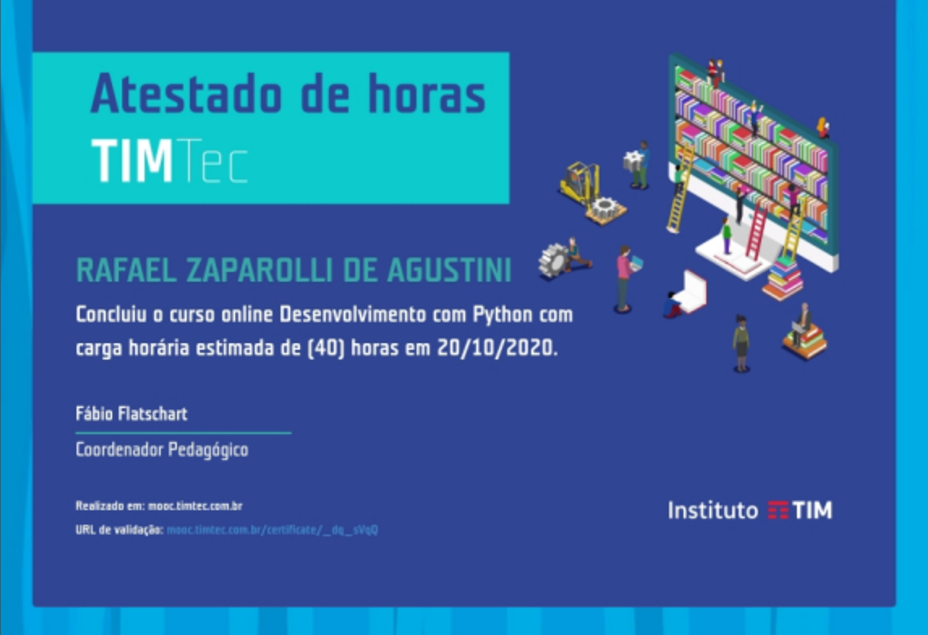 Atestado de horas
TIMTec
RAFAEL ZAPAROLLI DE AGUSTINI
Concluiu o curso online Desenvolvimento com Python com
carga horária estimada de (40) horas em 20/10/2020.
Fábio Flatschart
Coordenador Pedagógico
Realizado em: mooc.timtec.com.br
URL de validação: mooc.timtec.com.br/certificate/_dq_sVqQ
Instituto TIM